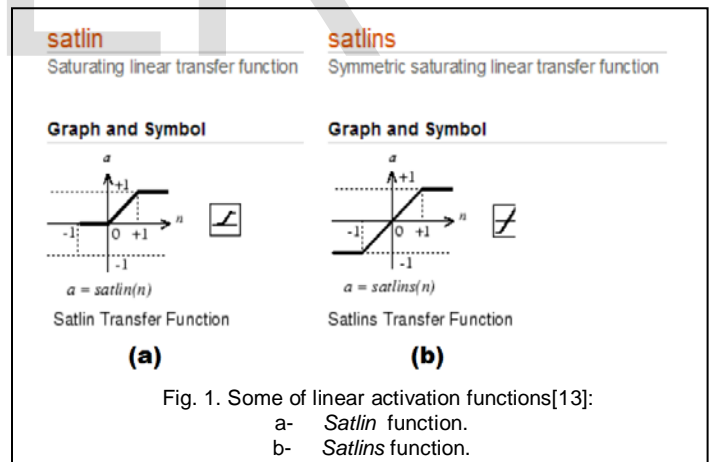 satlin
Saturating linear transfer function
Graph and Symbol
a
+1
n
-1 0 +1
-1
a = satlin(n)
Satlin Transfer Function
(a)
satlins
Symmetric saturating linear transfer function
Graph and Symbol
a
+1
n
-1 0 +1
-1
a = satlins(n)
Satlins Transfer Function
(b)
Fig. 1. Some of linear activation functions[13]:
a- Satlin function.
b- Satlins function.